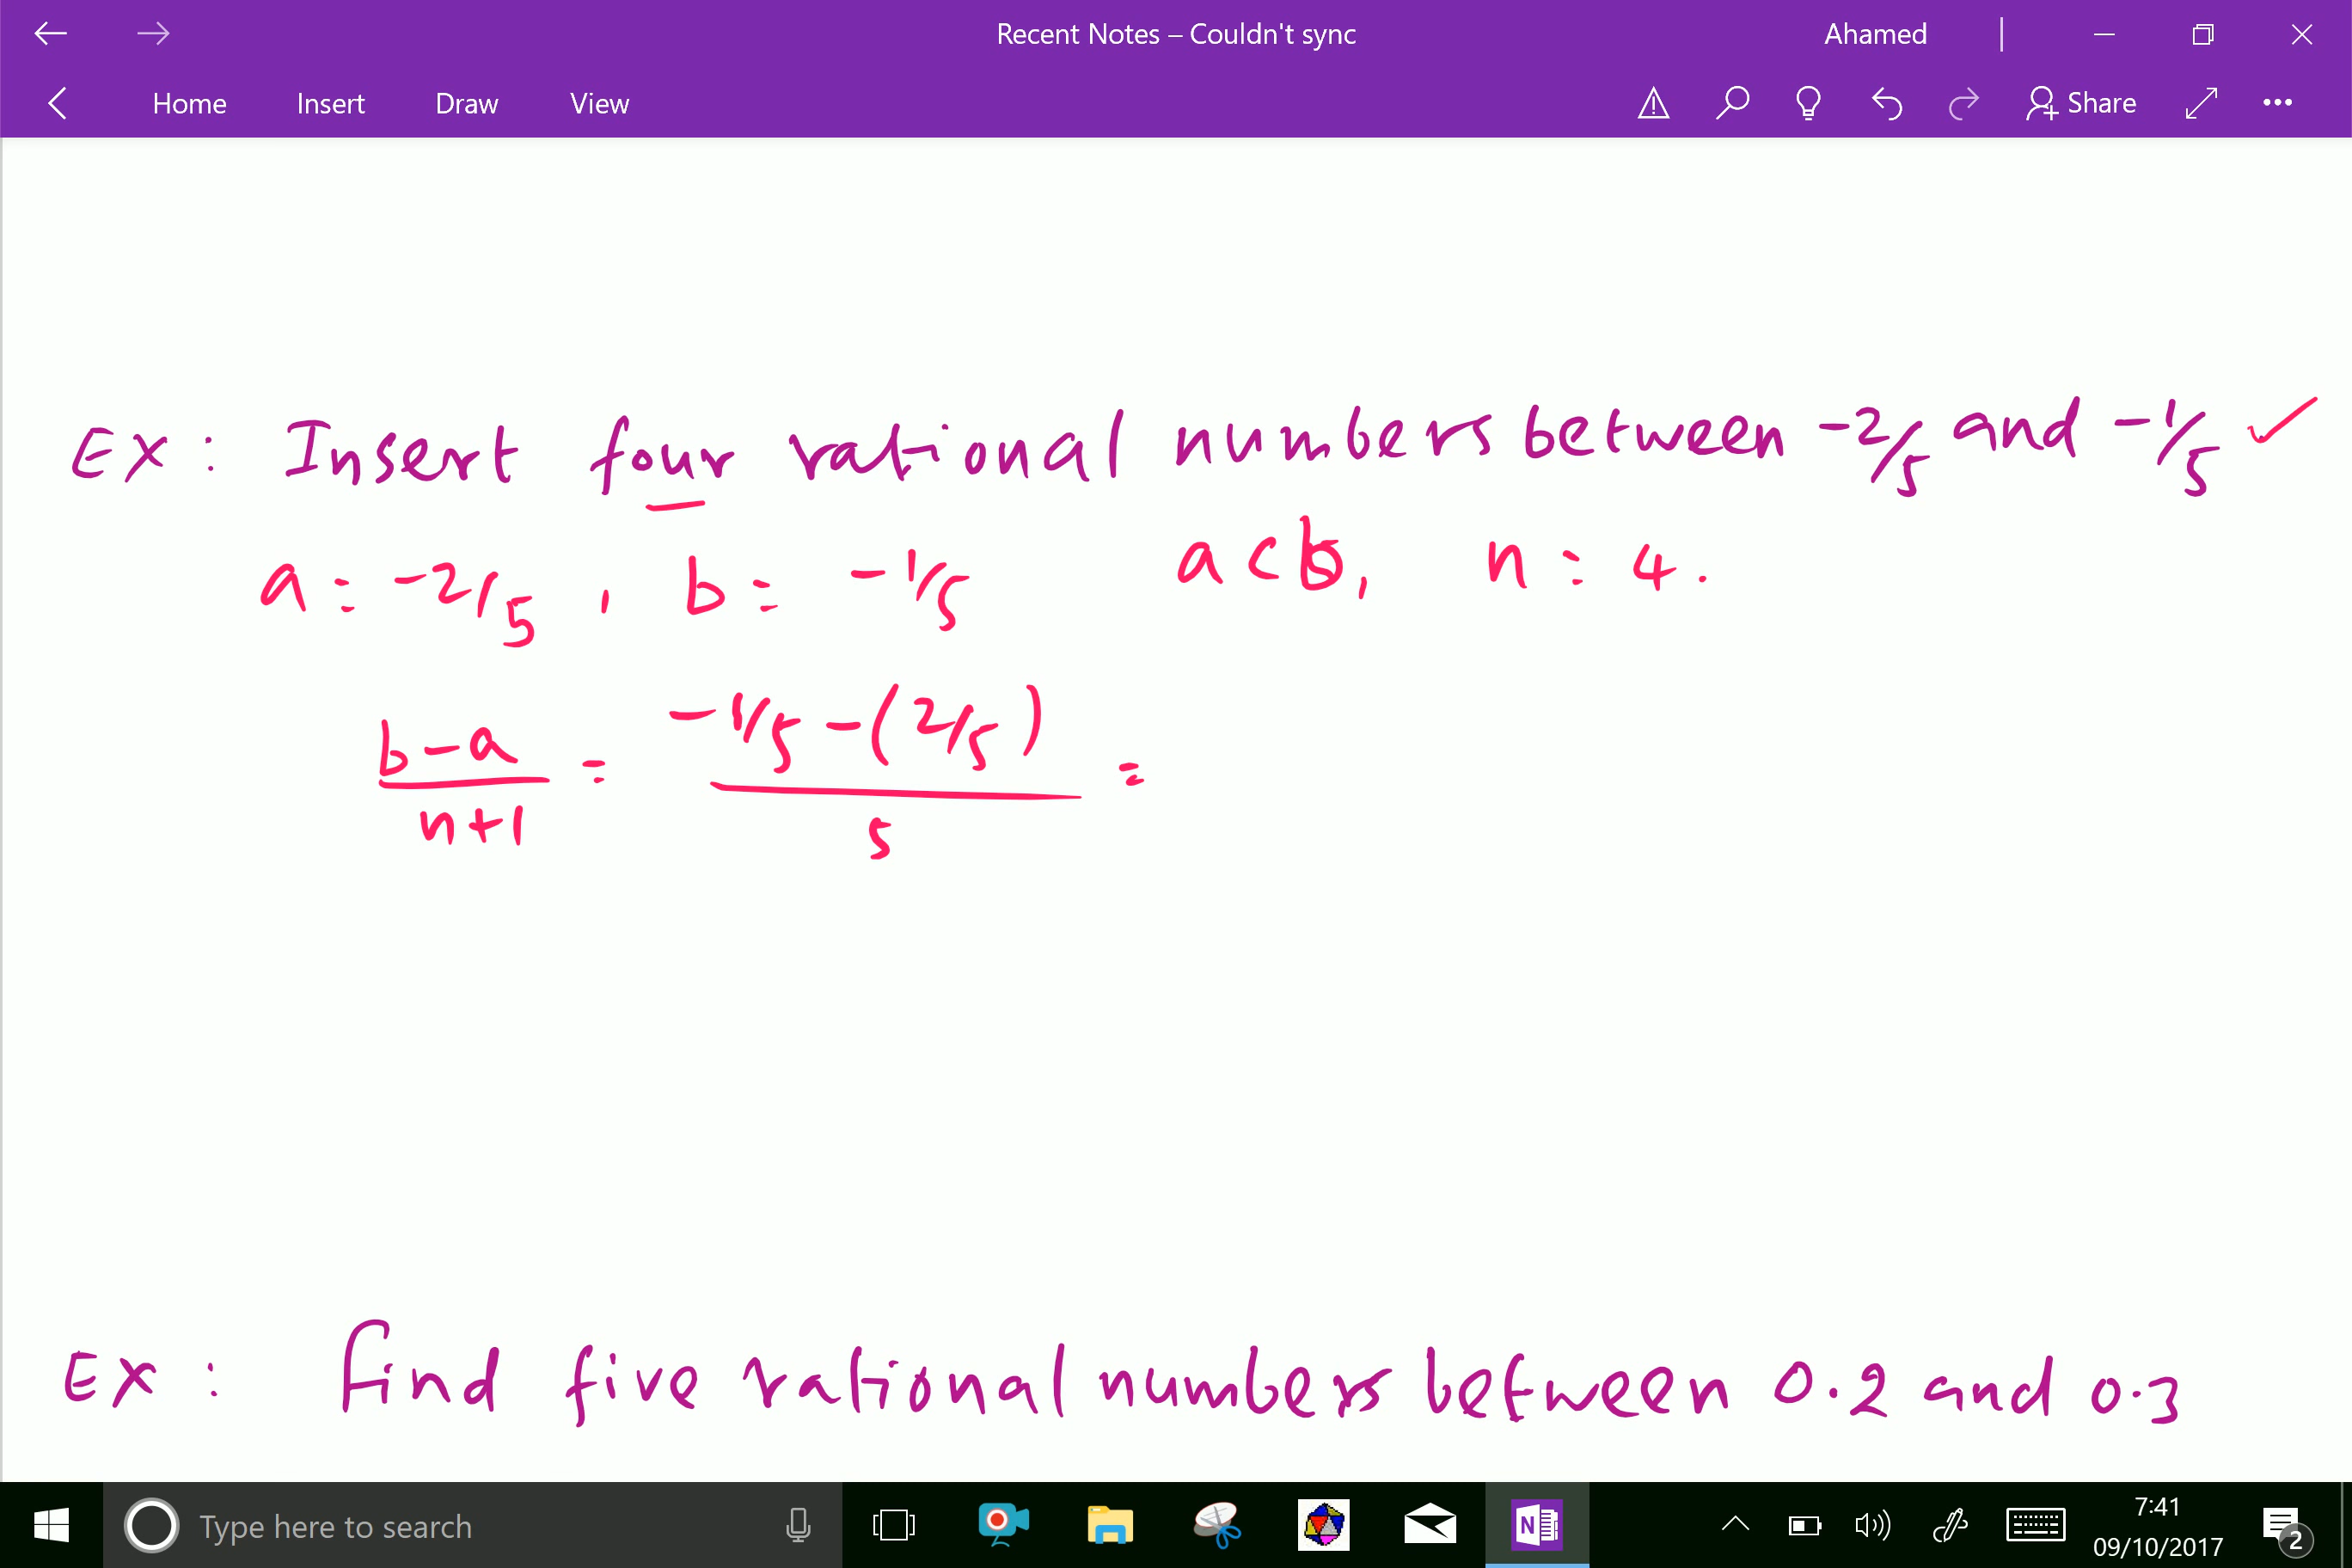 Recent Notes – Couldn't sync
Ahamed
Home Insert Draw View Share
EX : Insert four rational numbers between -2/5 and -1/5 ✓
a = -2/5 , b = -1/5 a < b, n = 4.
b-a / n+1 = -1/5 -(2/5) / 5 =
EX : find five rational numbers between 0.2 and 0.3
Type here to search
N
7:41
09/10/2017
2